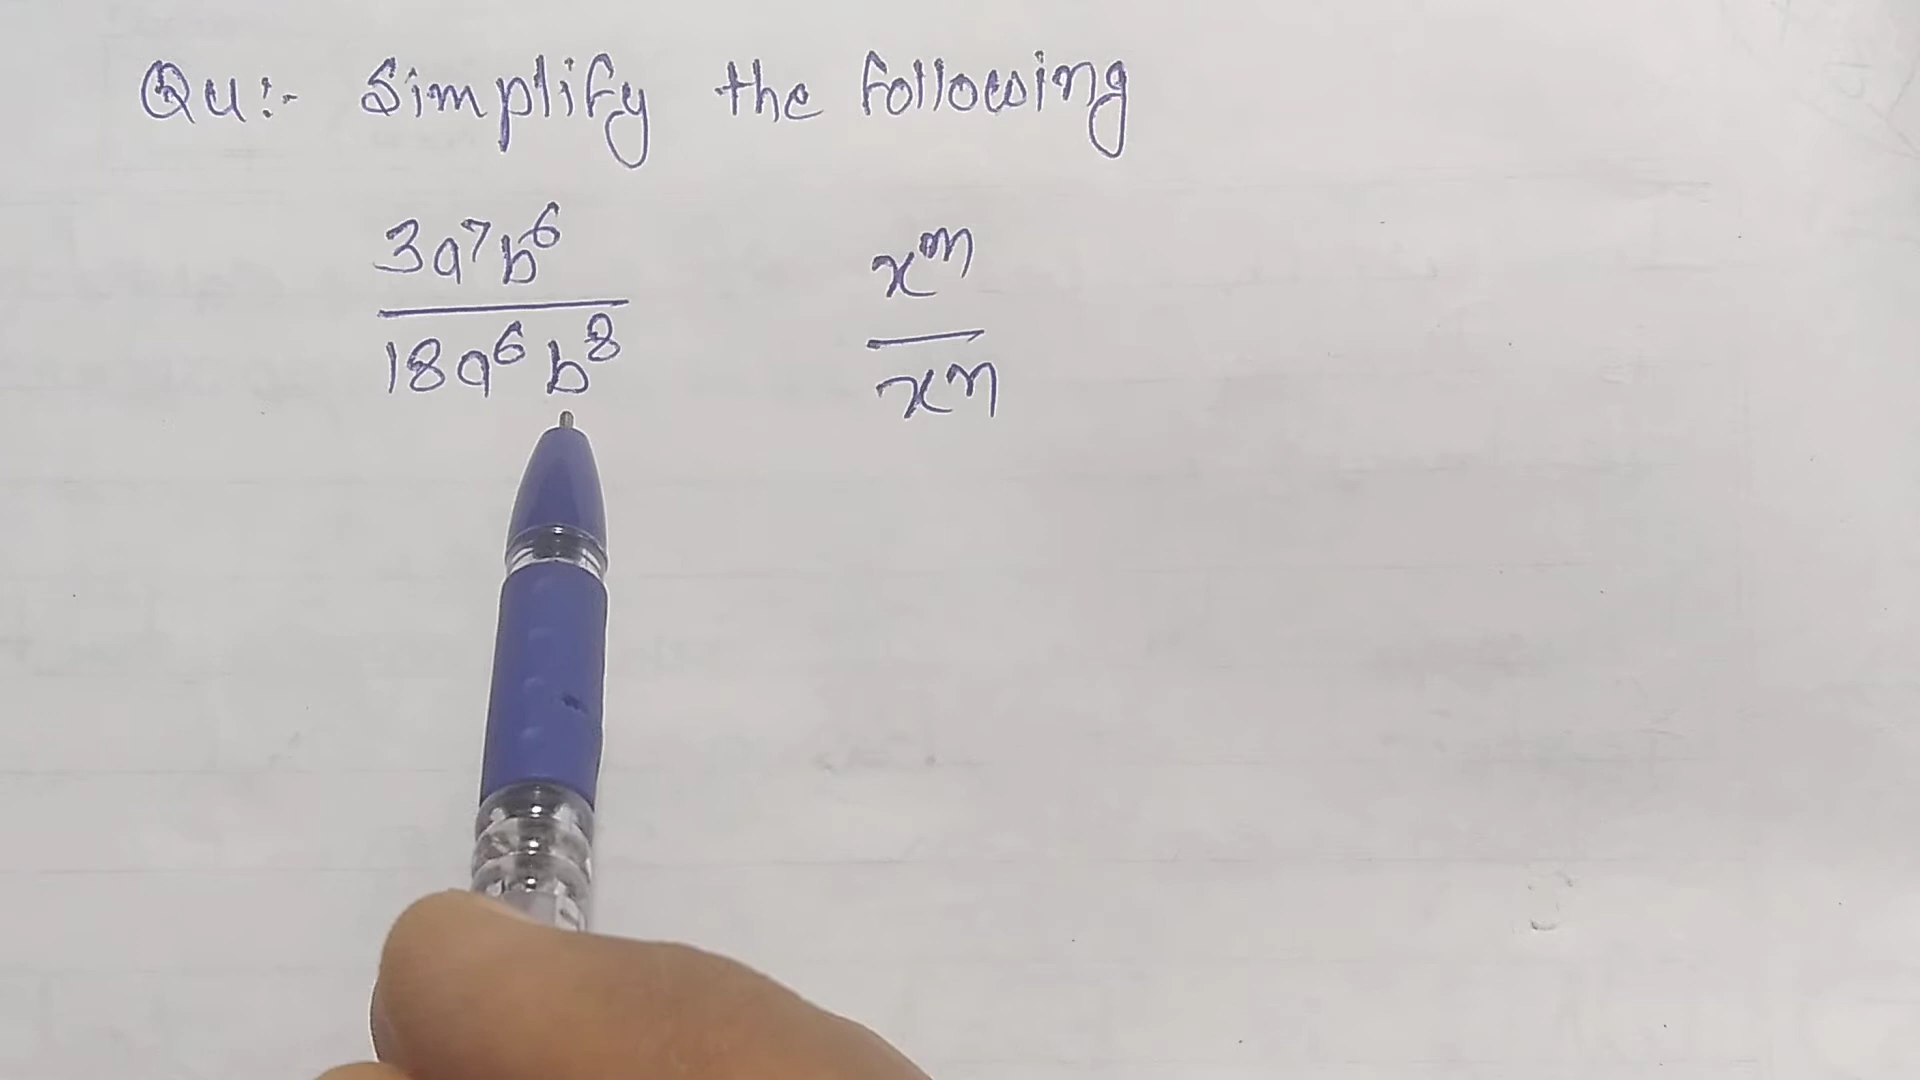 Qu:- Simplify the following
3a⁷b⁶
18a⁶b⁸
xᵐ
xⁿ